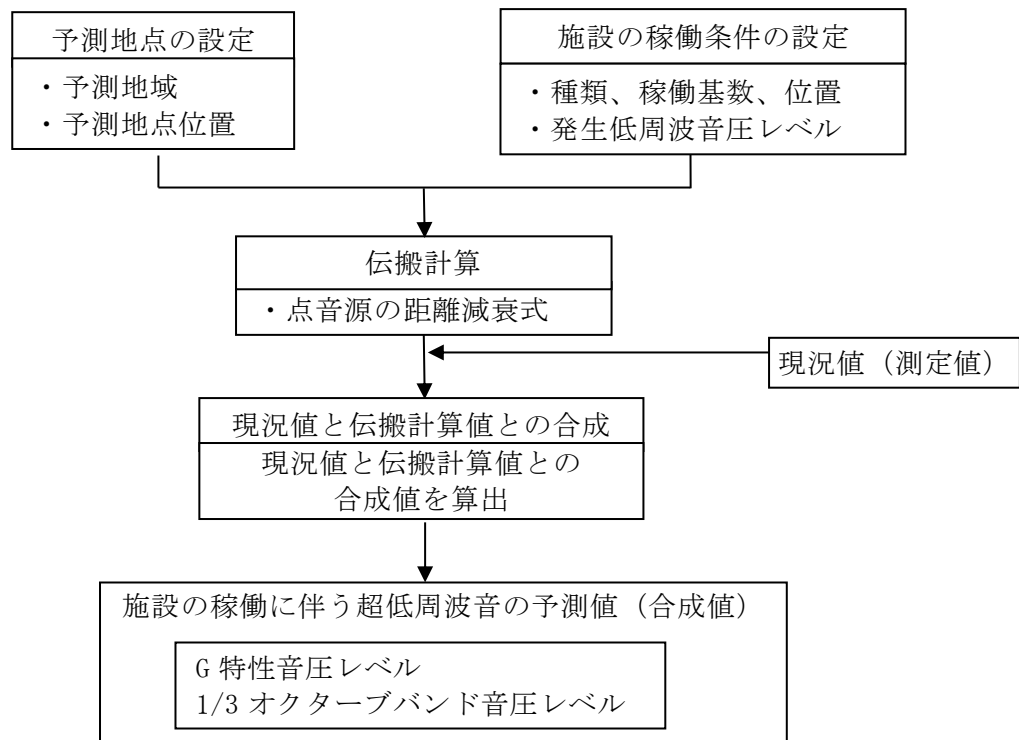 予測地点の設定
・予測地域
・予測地点位置
施設の稼働条件の設定
・種類、稼働基数、位置
・発生低周波音圧レベル
伝搬計算
・点音源の距離減衰式
現況値（測定値）
現況値と伝搬計算値との合成
現況値と伝搬計算値との
合成値を算出
施設の稼働に伴う超低周波音の予測値（合成値）
G 特性音圧レベル
1/3 オクターブバンド音圧レベル